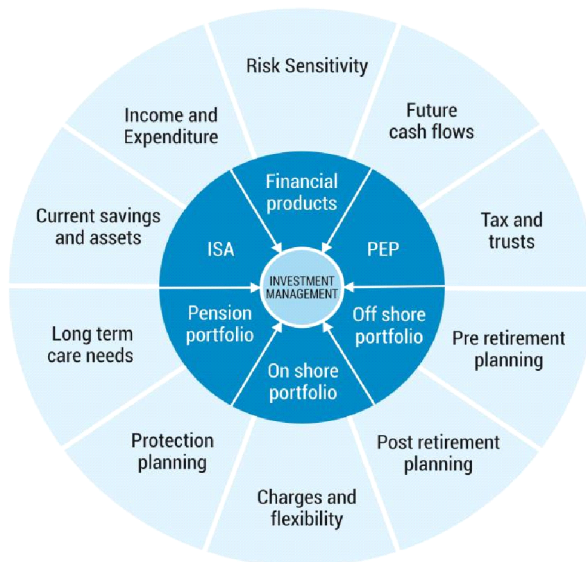 Risk Sensitivity
Future
cash flows
Tax and
trusts
Pre retirement
planning
Post retirement
planning
Charges and
flexibility
Protection
planning
Long term
care needs
Current savings
and assets
Income and
Expenditure
Financial
products
PEP
Off shore
portfolio
On shore
portfolio
Pension
portfolio
ISA
INVESTMENT
MANAGEMENT